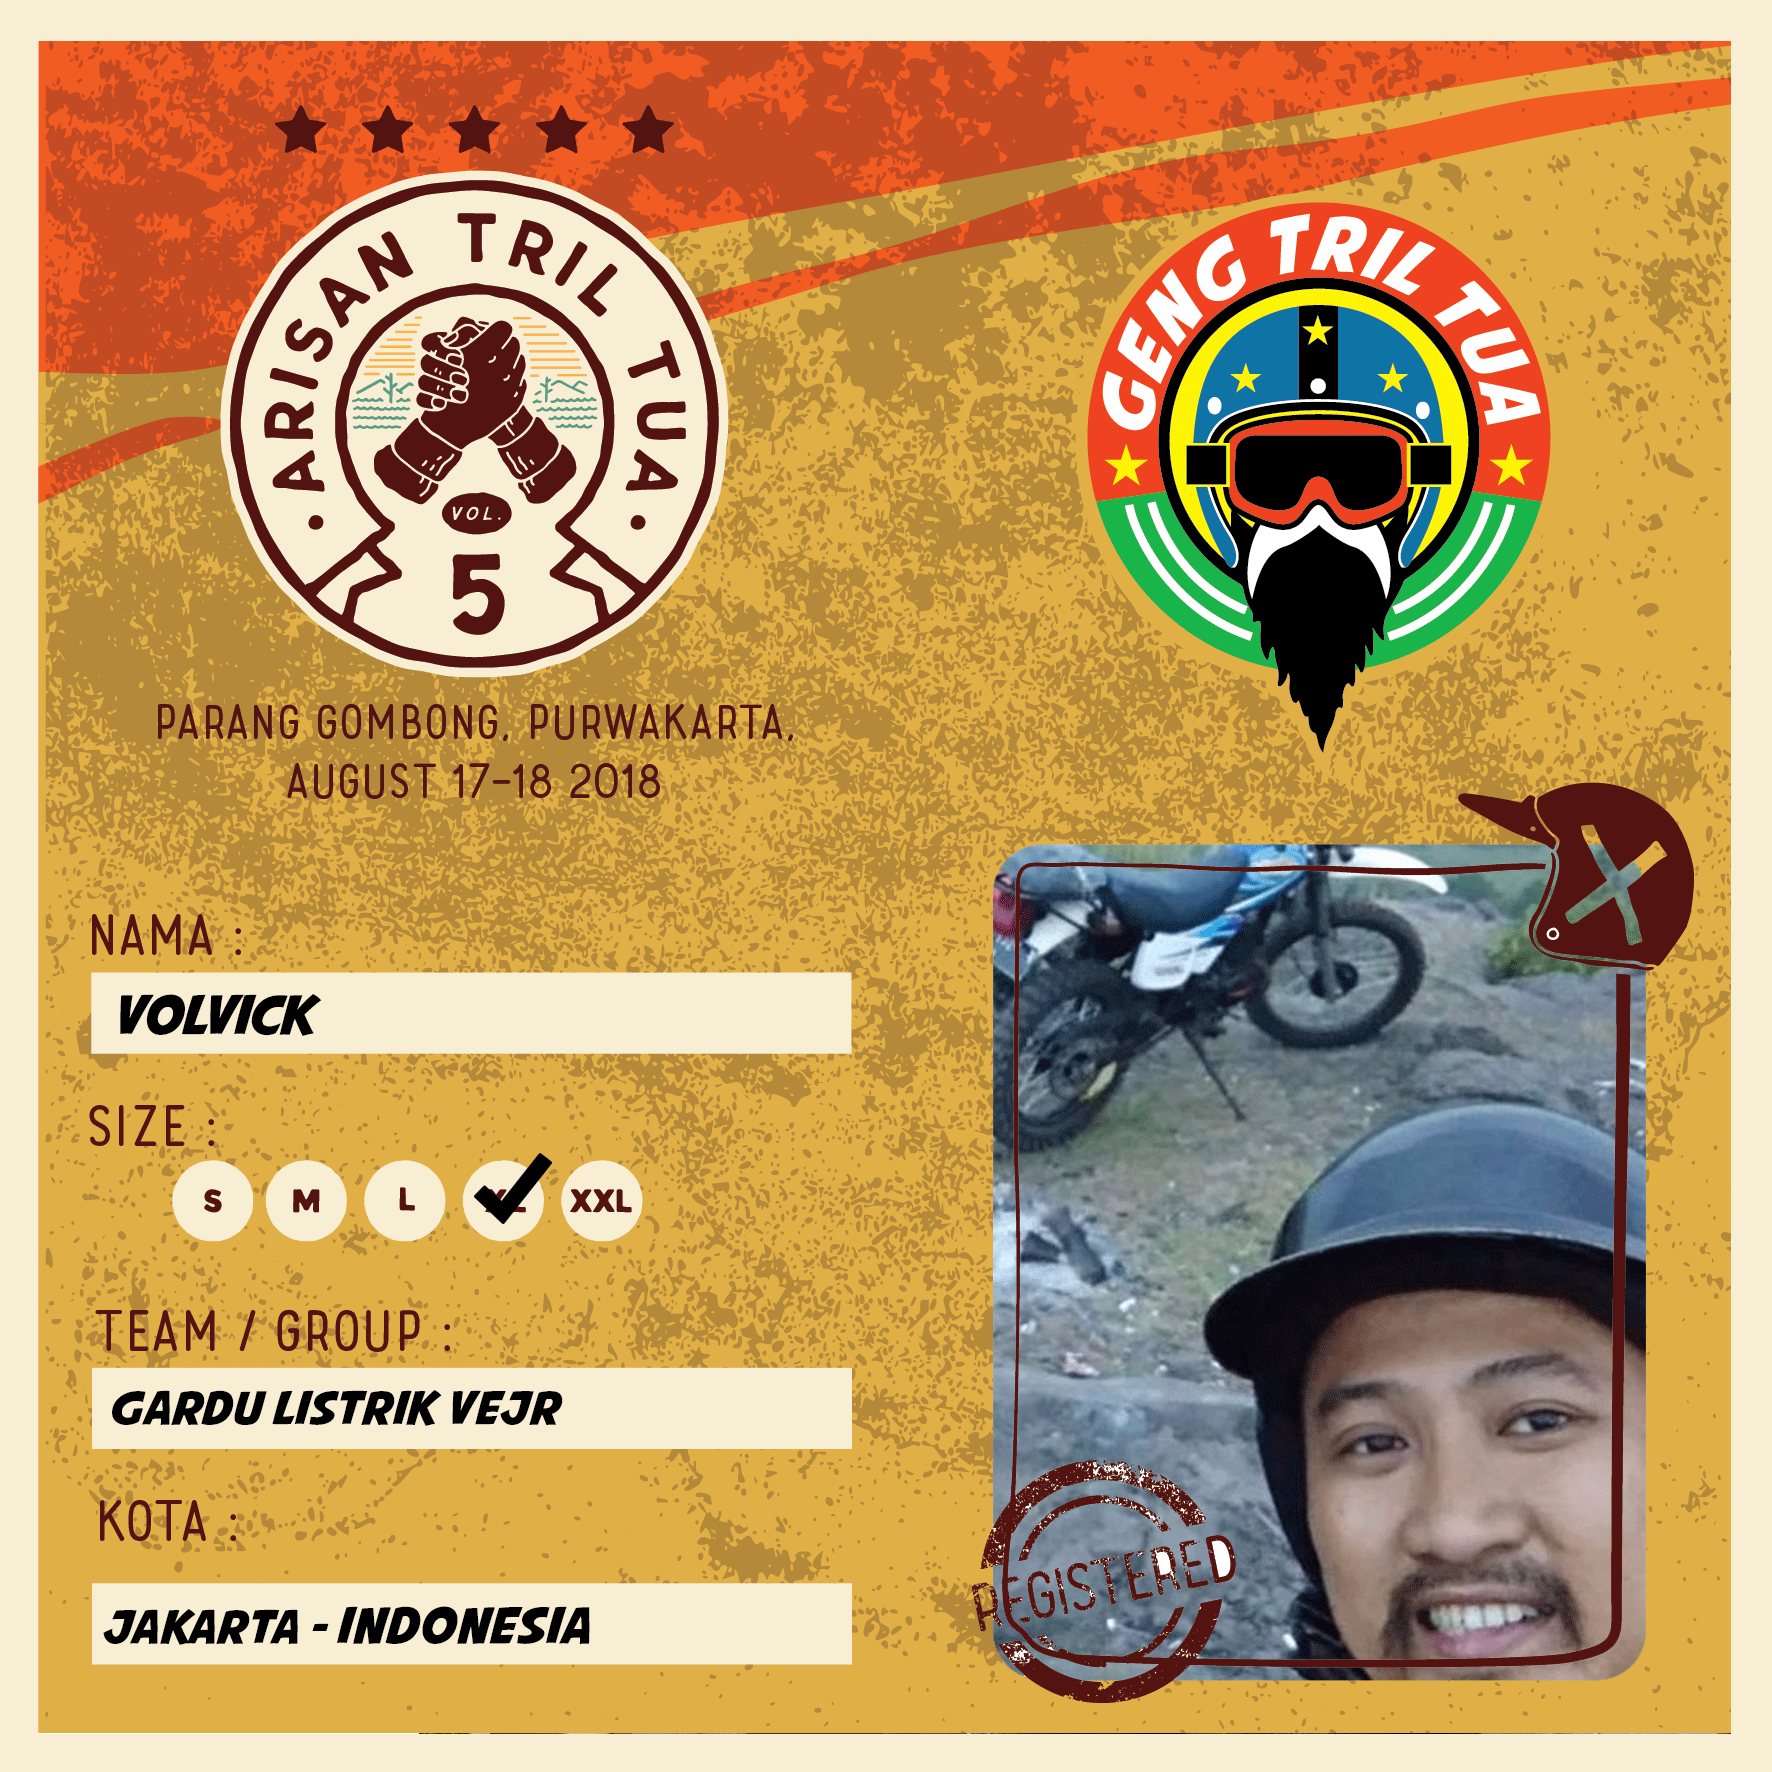 ARISAN TRIL TUA
VOL.
5
GENG TRIL TUA
PARANG GOMBONG, PURWAKARTA,
AUGUST 17-18 2018
NAMA :
VOLVICK
SIZE :
S M L XL XXL
TEAM / GROUP :
GARDU LISTRIK VEJR
KOTA :
JAKARTA - INDONESIA
REGISTERED